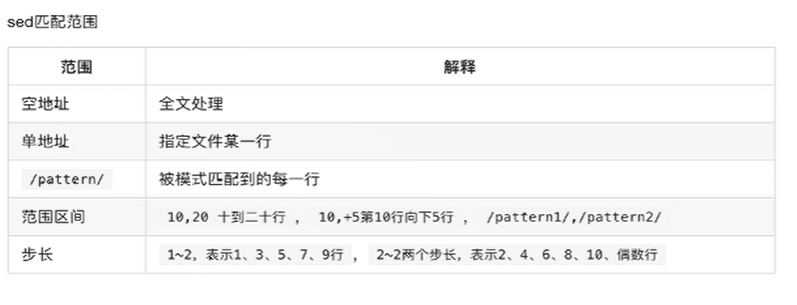 sed匹配范围
范围 解释
空地址 全文处理
单地址 指定文件某一行
/pattern/ 被模式匹配到的每一行
范围区间 10,20 十到二十行 , 10,+5第10行向下5行 , /pattern1/,/pattern2/
步长 1~2, 表示1、3、5、7、9行 , 2~2两个步长, 表示2、4、6、8、10、偶数行